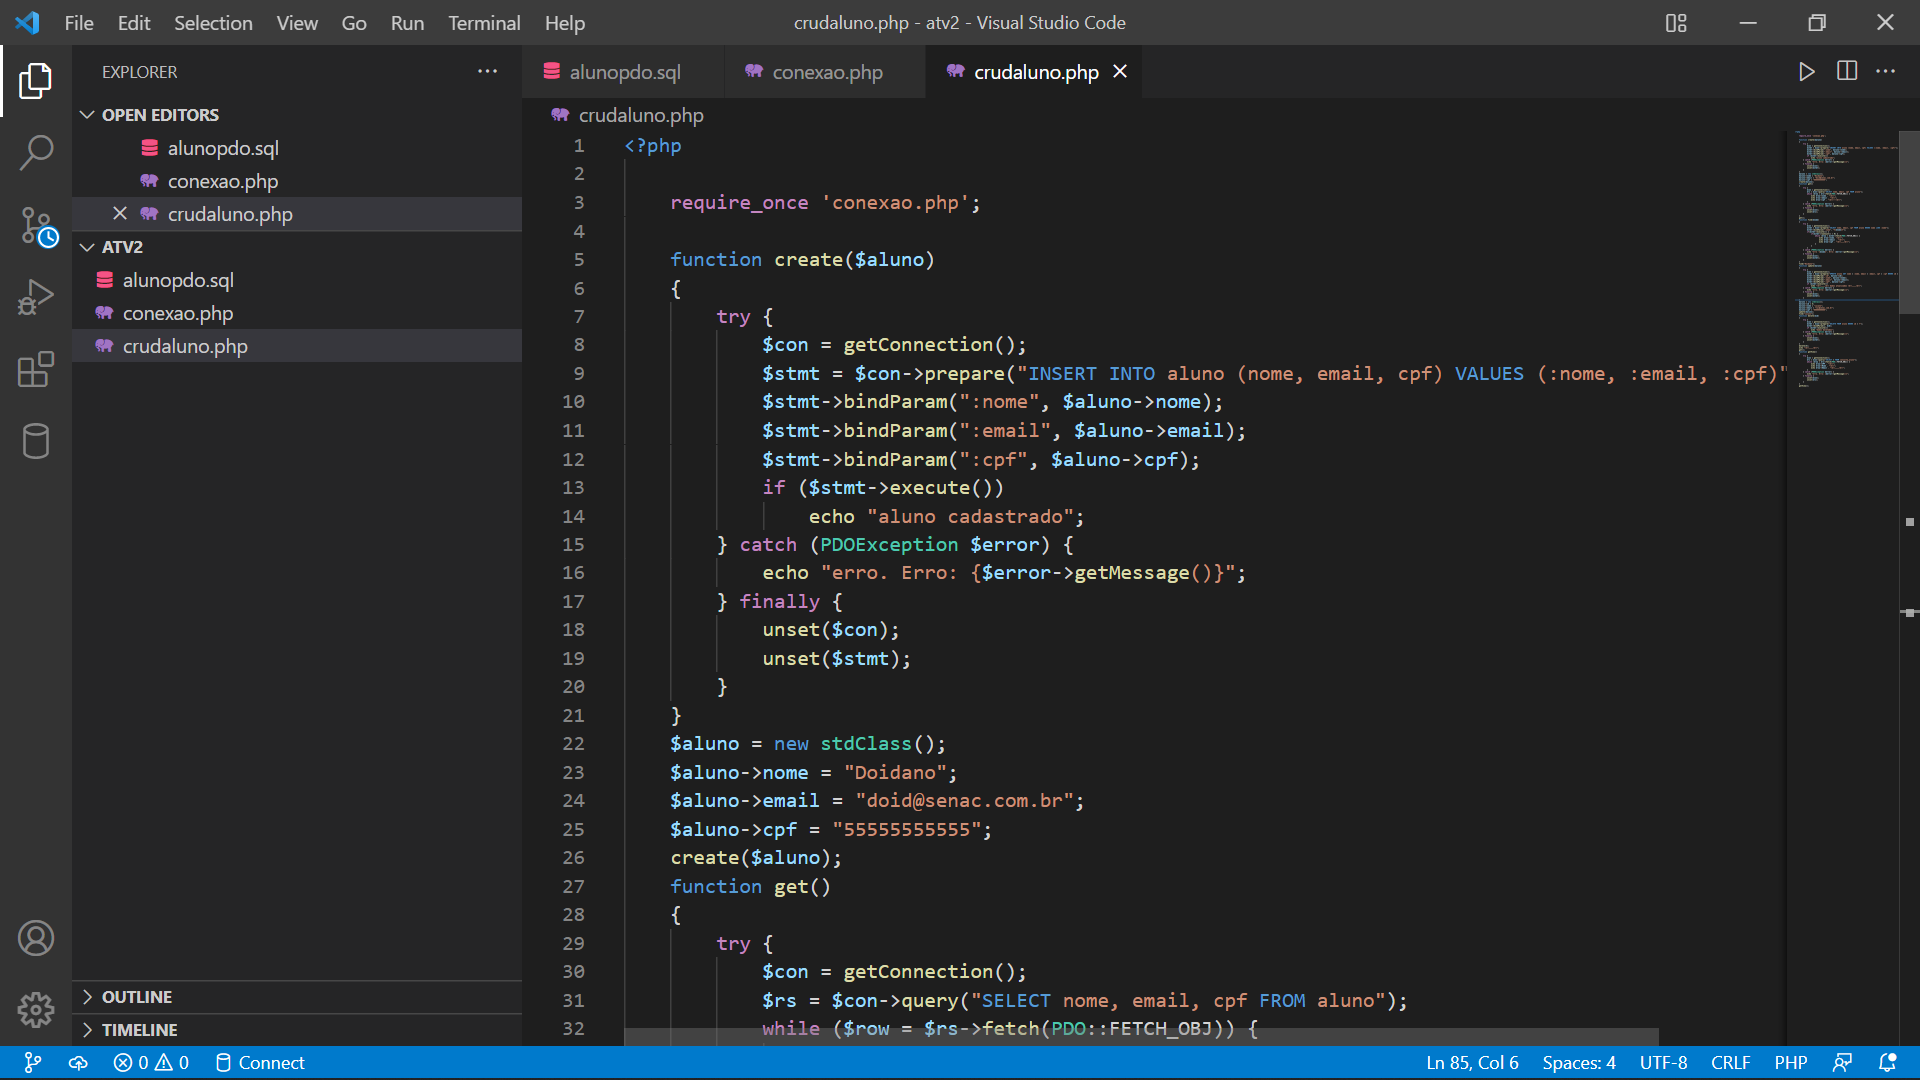 File Edit Selection View Go Run Terminal Help
crudaluno.php - atv2 - Visual Studio Code
EXPLORER
OPEN EDITORS
alunopdo.sql
conexao.php
crudaluno.php
ATV2
alunopdo.sql
conexao.php
crudaluno.php
OUTLINE
TIMELINE
alunopdo.sql conexao.php crudaluno.php
crudaluno.php
1 <?php
2
3 require_once 'conexao.php';
4
5 function create($aluno)
6 {
7 try {
8 $con = getConnection();
9 $stmt = $con->prepare("INSERT INTO aluno (nome, email, cpf) VALUES (:nome, :email, :cpf)"
10 $stmt->bindParam(":nome", $aluno->nome);
11 $stmt->bindParam(":email", $aluno->email);
12 $stmt->bindParam(":cpf", $aluno->cpf);
13 if ($stmt->execute())
14 echo "aluno cadastrado";
15 } catch (PDOException $error) {
16 echo "erro. Erro: {$error->getMessage()}";
17 } finally {
18 unset($con);
19 unset($stmt);
20 }
21 }
22 $aluno = new stdClass();
23 $aluno->nome = "Doidano";
24 $aluno->email = "doid@senac.com.br";
25 $aluno->cpf = "55555555555";
26 create($aluno);
27 function get()
28 {
29 try {
30 $con = getConnection();
31 $rs = $con->query("SELECT nome, email, cpf FROM aluno");
32 while ($row = $rs->fetch(PDO::FETCH_OBJ)) {
0 0 Connect
Ln 85, Col 6 Spaces: 4 UTF-8 CRLF PHP